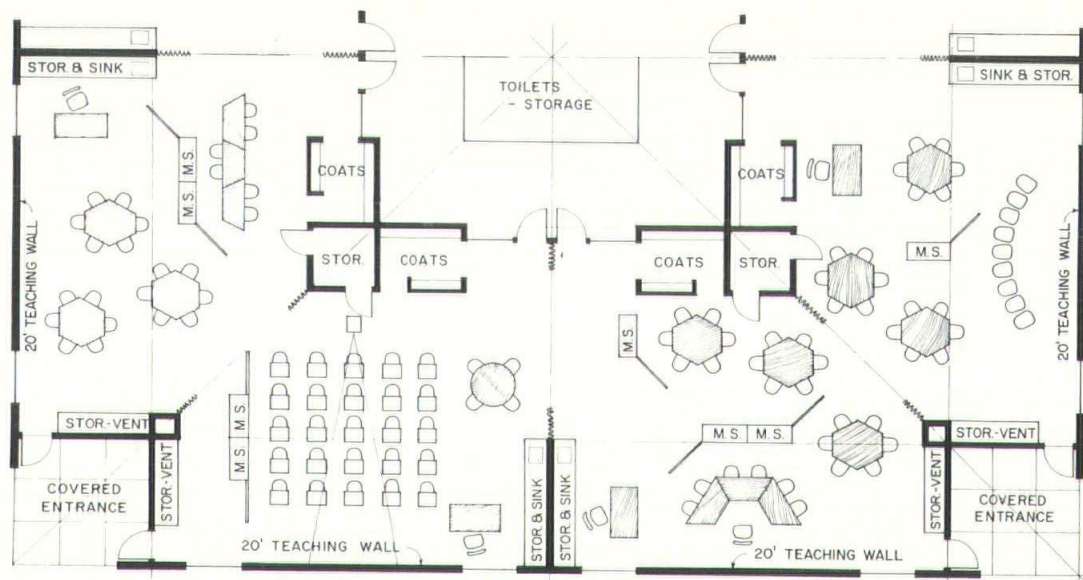 STOR. & SINK
TOILETS
- STORAGE
SINK & STOR.
M.S.
M.S.
COATS
COATS
20' TEACHING WALL
STOR.
COATS
COATS
STOR.
M.S.
20' TEACHING WALL
M.S.
STOR.-VENT
M.S.
M.S.
M.S.
M.S.
STOR.-VENT
COVERED
ENTRANCE
STOR.-VENT
STOR. & SINK
STOR. & SINK
STOR.-VENT
COVERED
ENTRANCE
20' TEACHING WALL
20' TEACHING WALL